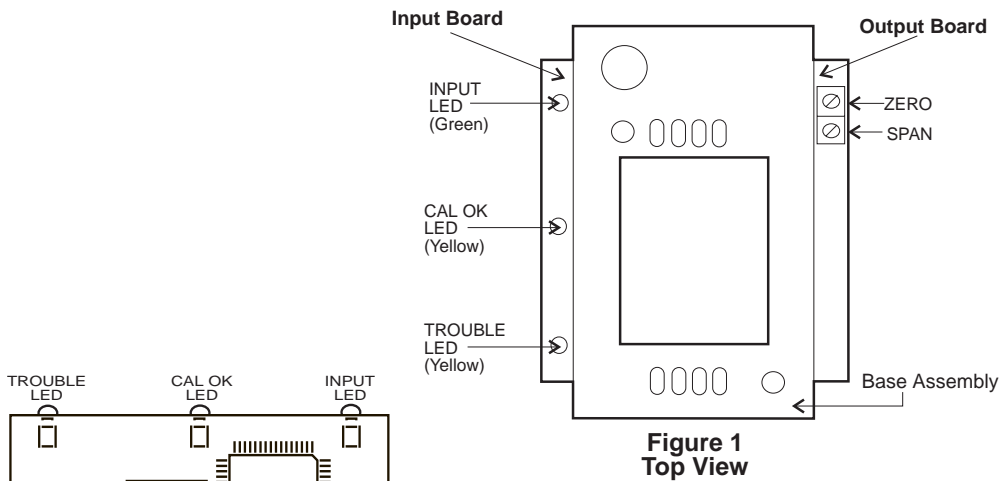 Input Board
Output Board
INPUT
LED
(Green)
ZERO
SPAN
CAL OK
LED
(Yellow)
TROUBLE
LED
(Yellow)
Base Assembly
Figure 1
Top View
TROUBLE
LED
CAL OK
LED
INPUT
LED